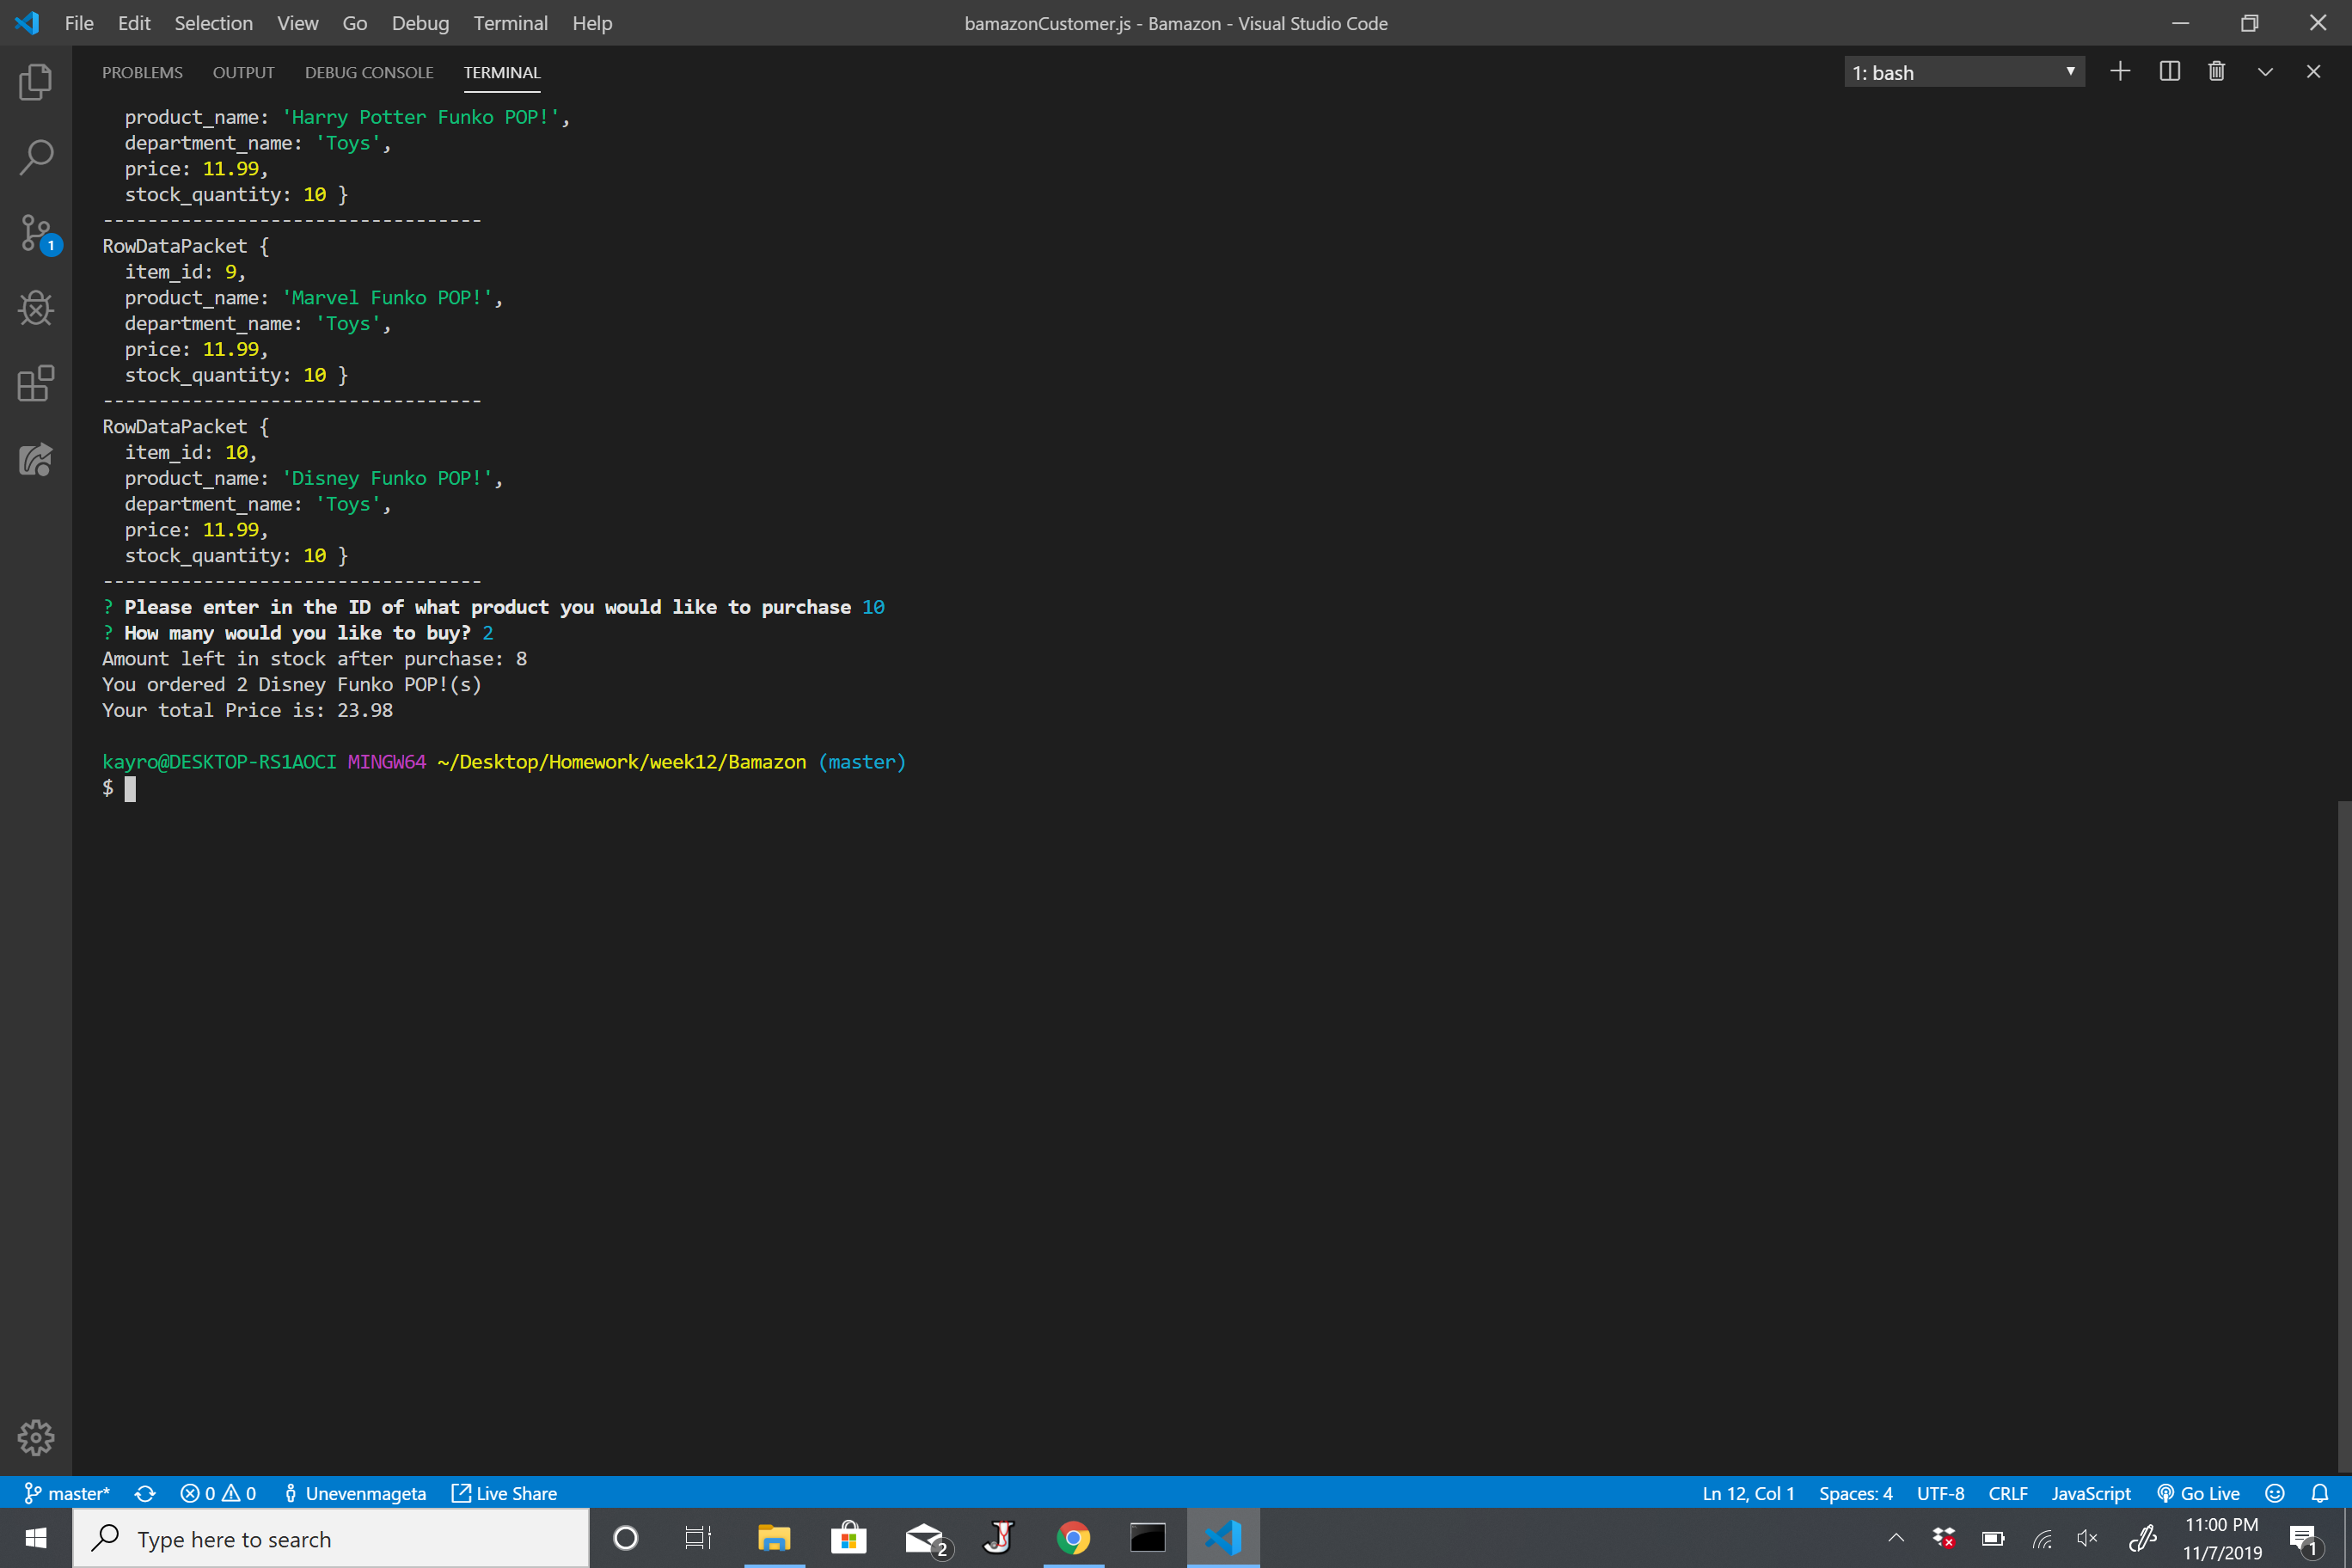 File Edit Selection View Go Debug Terminal Help
bamazonCustomer.js - Bamazon - Visual Studio Code
PROBLEMS OUTPUT DEBUG CONSOLE TERMINAL
1: bash
  product_name: 'Harry Potter Funko POP!',
  department_name: 'Toys',
  price: 11.99,
  stock_quantity: 10 }
----------------------------------
RowDataPacket {
  item_id: 9,
  product_name: 'Marvel Funko POP!',
  department_name: 'Toys',
  price: 11.99,
  stock_quantity: 10 }
----------------------------------
RowDataPacket {
  item_id: 10,
  product_name: 'Disney Funko POP!',
  department_name: 'Toys',
  price: 11.99,
  stock_quantity: 10 }
----------------------------------
? Please enter in the ID of what product you would like to purchase 10
? How many would you like to buy? 2
Amount left in stock after purchase: 8
You ordered 2 Disney Funko POP!(s)
Your total Price is: 23.98
kayro@DESKTOP-RS1AOCI MINGW64 ~/Desktop/Homework/week12/Bamazon (master)
$
1
master* 0 0 Unevenmageta Live Share
Ln 12, Col 1 Spaces: 4 UTF-8 CRLF JavaScript Go Live
Type here to search
2
11:00 PM
11/7/2019
1